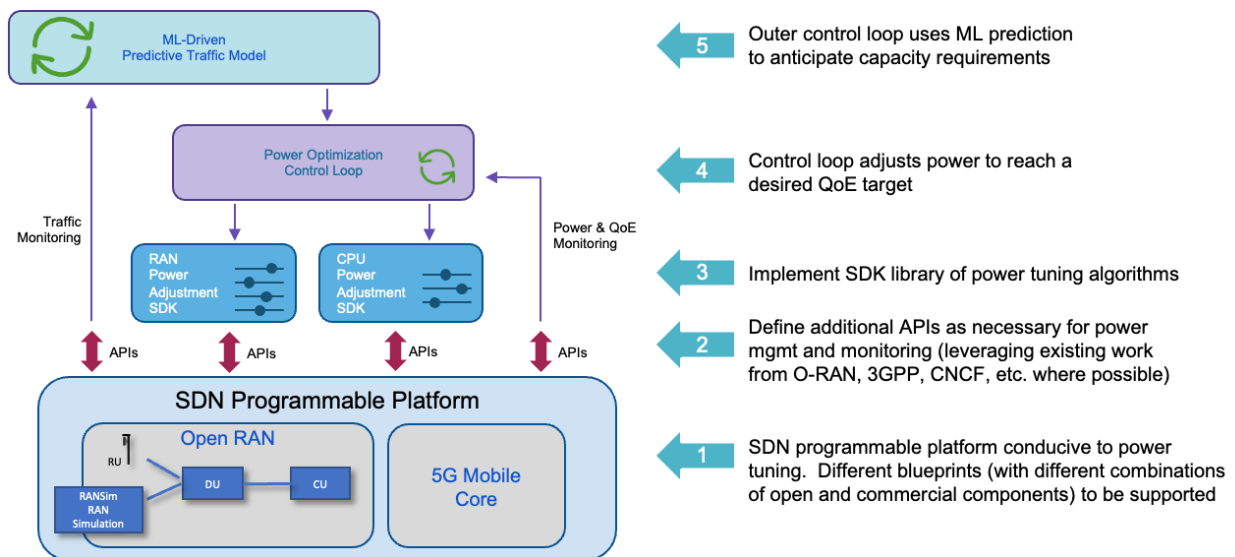 ML-Driven
Predictive Traffic Model
5
Outer control loop uses ML prediction
to anticipate capacity requirements
Power Optimization
Control Loop
4
Control loop adjusts power to reach a
desired QoE target
Traffic
Monitoring
Power & QoE
Monitoring
RAN
Power
Adjustment
SDK
CPU
Power
Adjustment
SDK
3
Implement SDK library of power tuning algorithms
APIs
APIs
APIs
APIs
2
Define additional APIs as necessary for power
mgmt and monitoring (leveraging existing work
from O-RAN, 3GPP, CNCF, etc. where possible)
SDN Programmable Platform
Open RAN
RU
DU
CU
RANSim
RAN
Simulation
5G Mobile
Core
1
SDN programmable platform conducive to power
tuning.  Different blueprints (with different combinations
of open and commercial components) to be supported